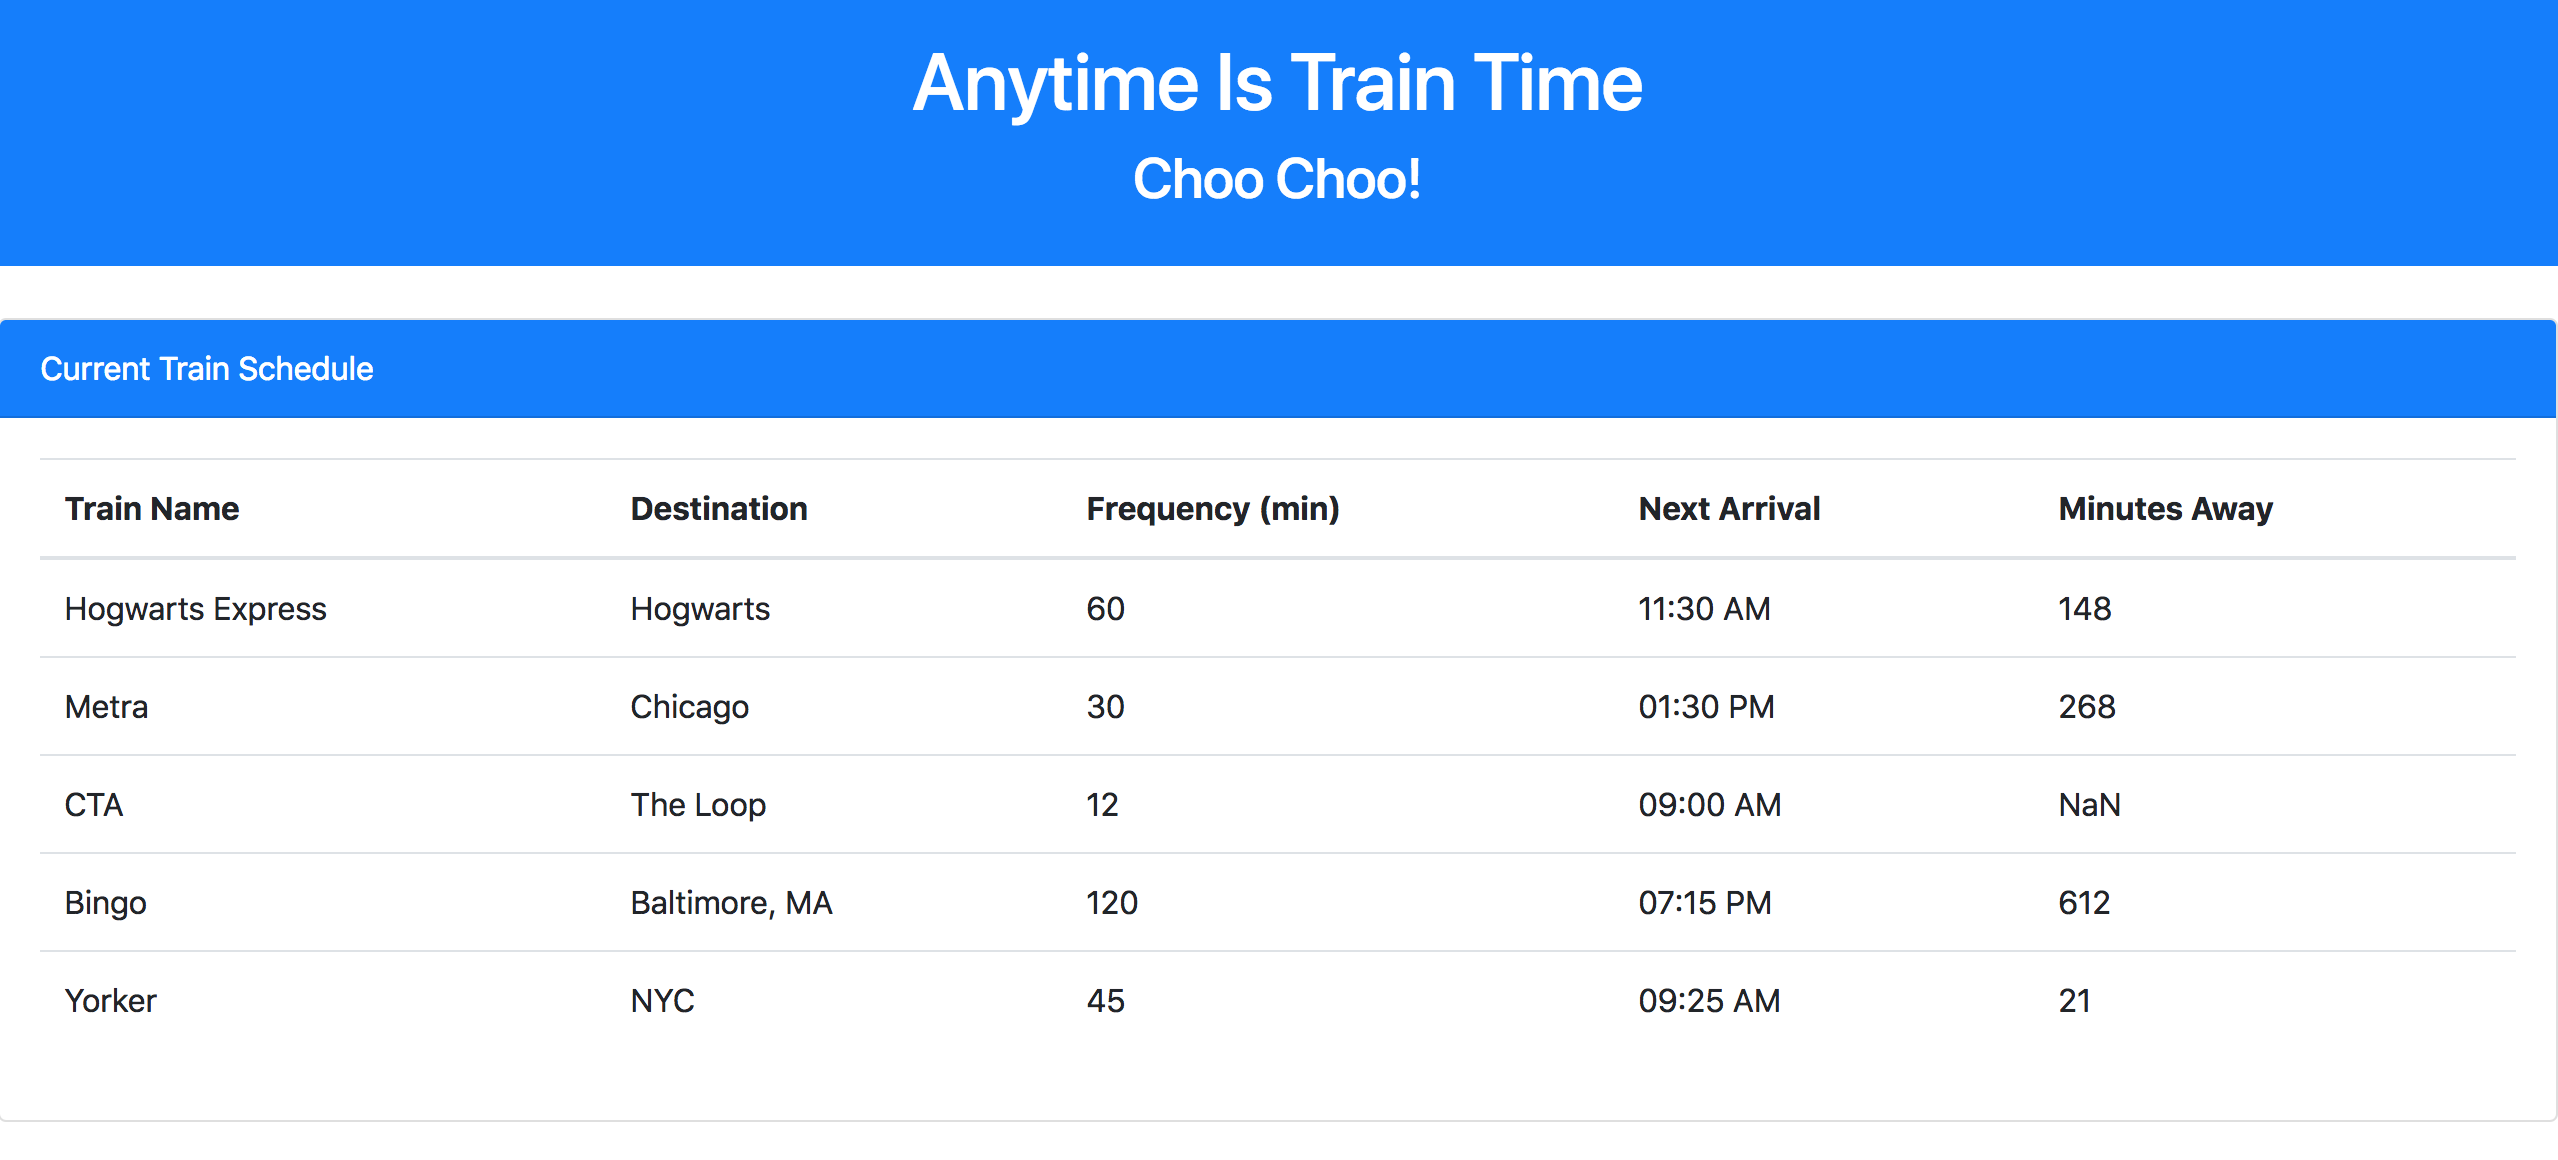 Anytime Is Train Time
Choo Choo!
Current Train Schedule
Train Name Destination Frequency (min) Next Arrival Minutes Away
Hogwarts Express Hogwarts 60 11:30 AM 148
Metra Chicago 30 01:30 PM 268
CTA The Loop 12 09:00 AM NaN
Bingo Baltimore, MA 120 07:15 PM 612
Yorker NYC 45 09:25 AM 21